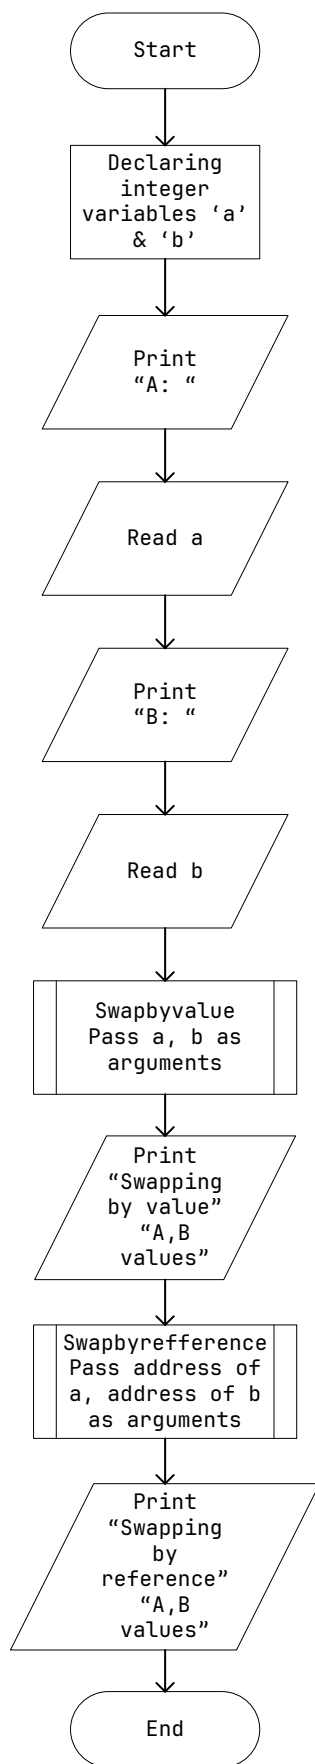 Start
Declaring
integer
variables ‘a’
& ‘b’
Print
“A: “
Read a
Print
“B: “
Read b
Swapbyvalue
Pass a, b as
arguments
Print
“Swapping
by value”
“A,B
values”
Swapbyrefference
Pass address of
a, address of b
as arguments
Print
“Swapping
by
reference”
“A,B
values”
End